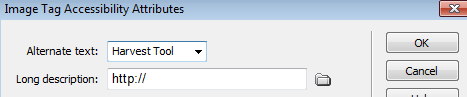 Image Tag Accessibility Attributes
Alternate text: Harvest Tool OK
Long description: http:// Cancel